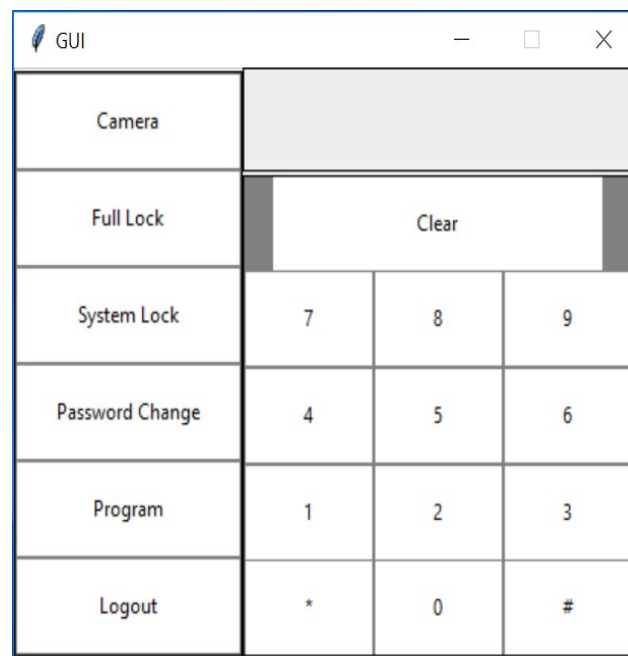 GUI
Camera
Full Lock
System Lock
Password Change
Program
Logout
Clear
7 8 9
4 5 6
1 2 3
* 0 #